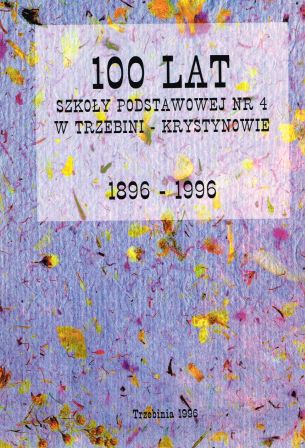 100 LAT
SZKOŁY PODSTAWOWEJ NR 4
W TRZEBINI - KRYSTYNOWIE
1896 - 1996
Trzebinia 1996